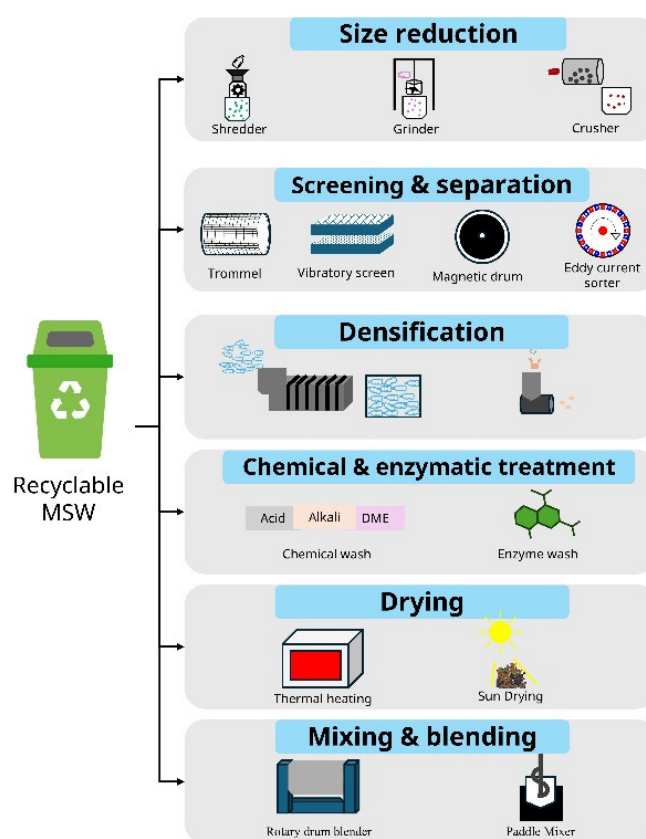 Size reduction
Shredder
Grinder
Crusher
Screening & separation
Trommel
Vibratory screen
Magnetic drum
Eddy current
sorter
Densification
Recyclable
MSW
Chemical & enzymatic treatment
Acid
Alkali
DME
Chemical wash
Enzyme wash
Drying
Thermal heating
Sun Drying
Mixing & blending
Rotary drum blender
Paddle Mixer